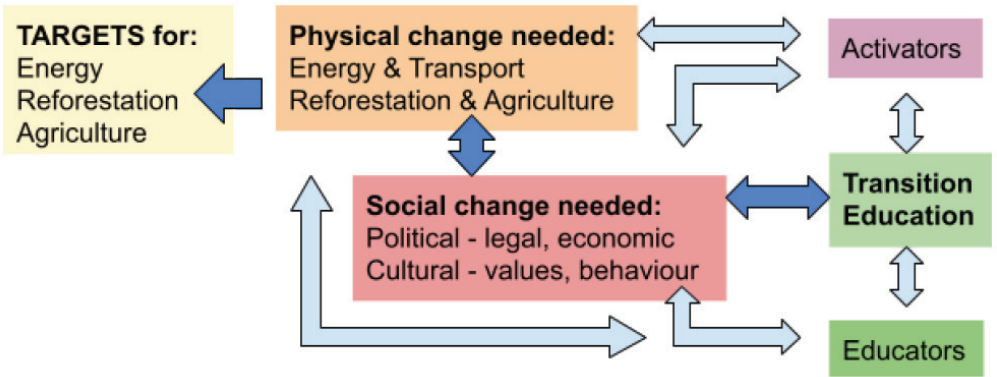 TARGETS for:
Energy
Reforestation
Agriculture
Physical change needed:
Energy & Transport
Reforestation & Agriculture
Activators
Social change needed:
Political - legal, economic
Cultural - values, behaviour
Transition
Education
Educators